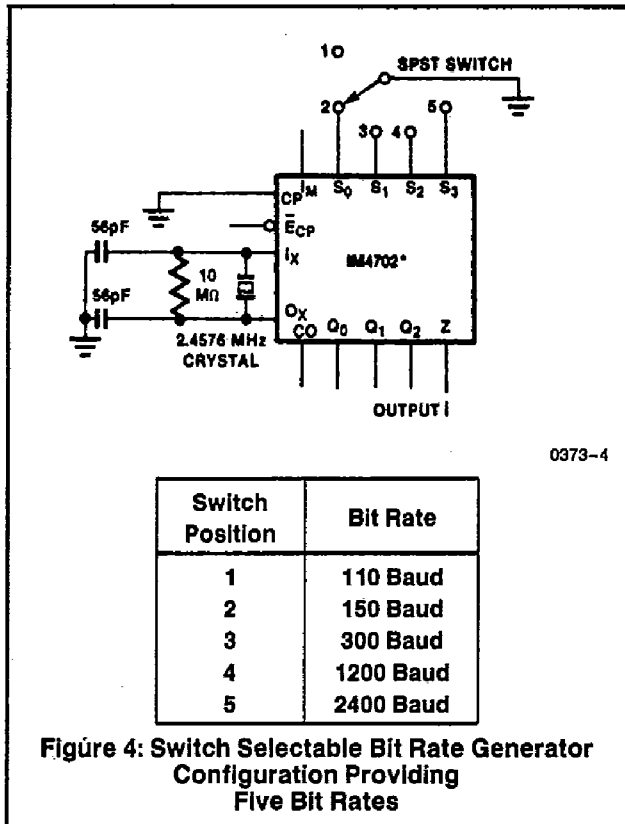 1
SPST SWITCH
2
3
4
5
CP
IM
S0
S1
S2
S3
56pF
ECP
IX
IM4702*
10
MΩ
56pF
OX
2.4576 MHz
CRYSTAL
CO
Q0
Q1
Q2
Z
OUTPUT
0373-4
Switch Position
Bit Rate
1 110 Baud
2 150 Baud
3 300 Baud
4 1200 Baud
5 2400 Baud
Figure 4: Switch Selectable Bit Rate Generator
Configuration Providing
Five Bit Rates